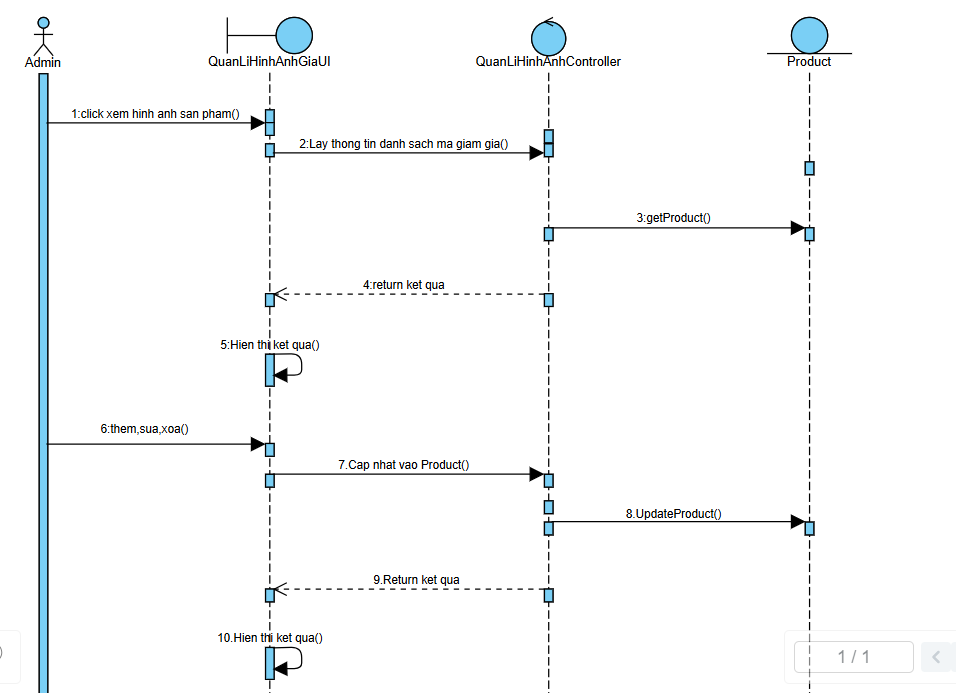 Admin
QuanLiHinhAnhGiaUI
QuanLiHinhAnhController
Product
1:click xem hinh anh san pham()
2:Lay thong tin danh sach ma giam gia()
3:getProduct()
4:return ket qua
5:Hien thi ket qua()
6:them,sua,xoa()
7.Cap nhat vao Product()
8.UpdateProduct()
9.Return ket qua
10.Hien thi ket qua()
1 / 1